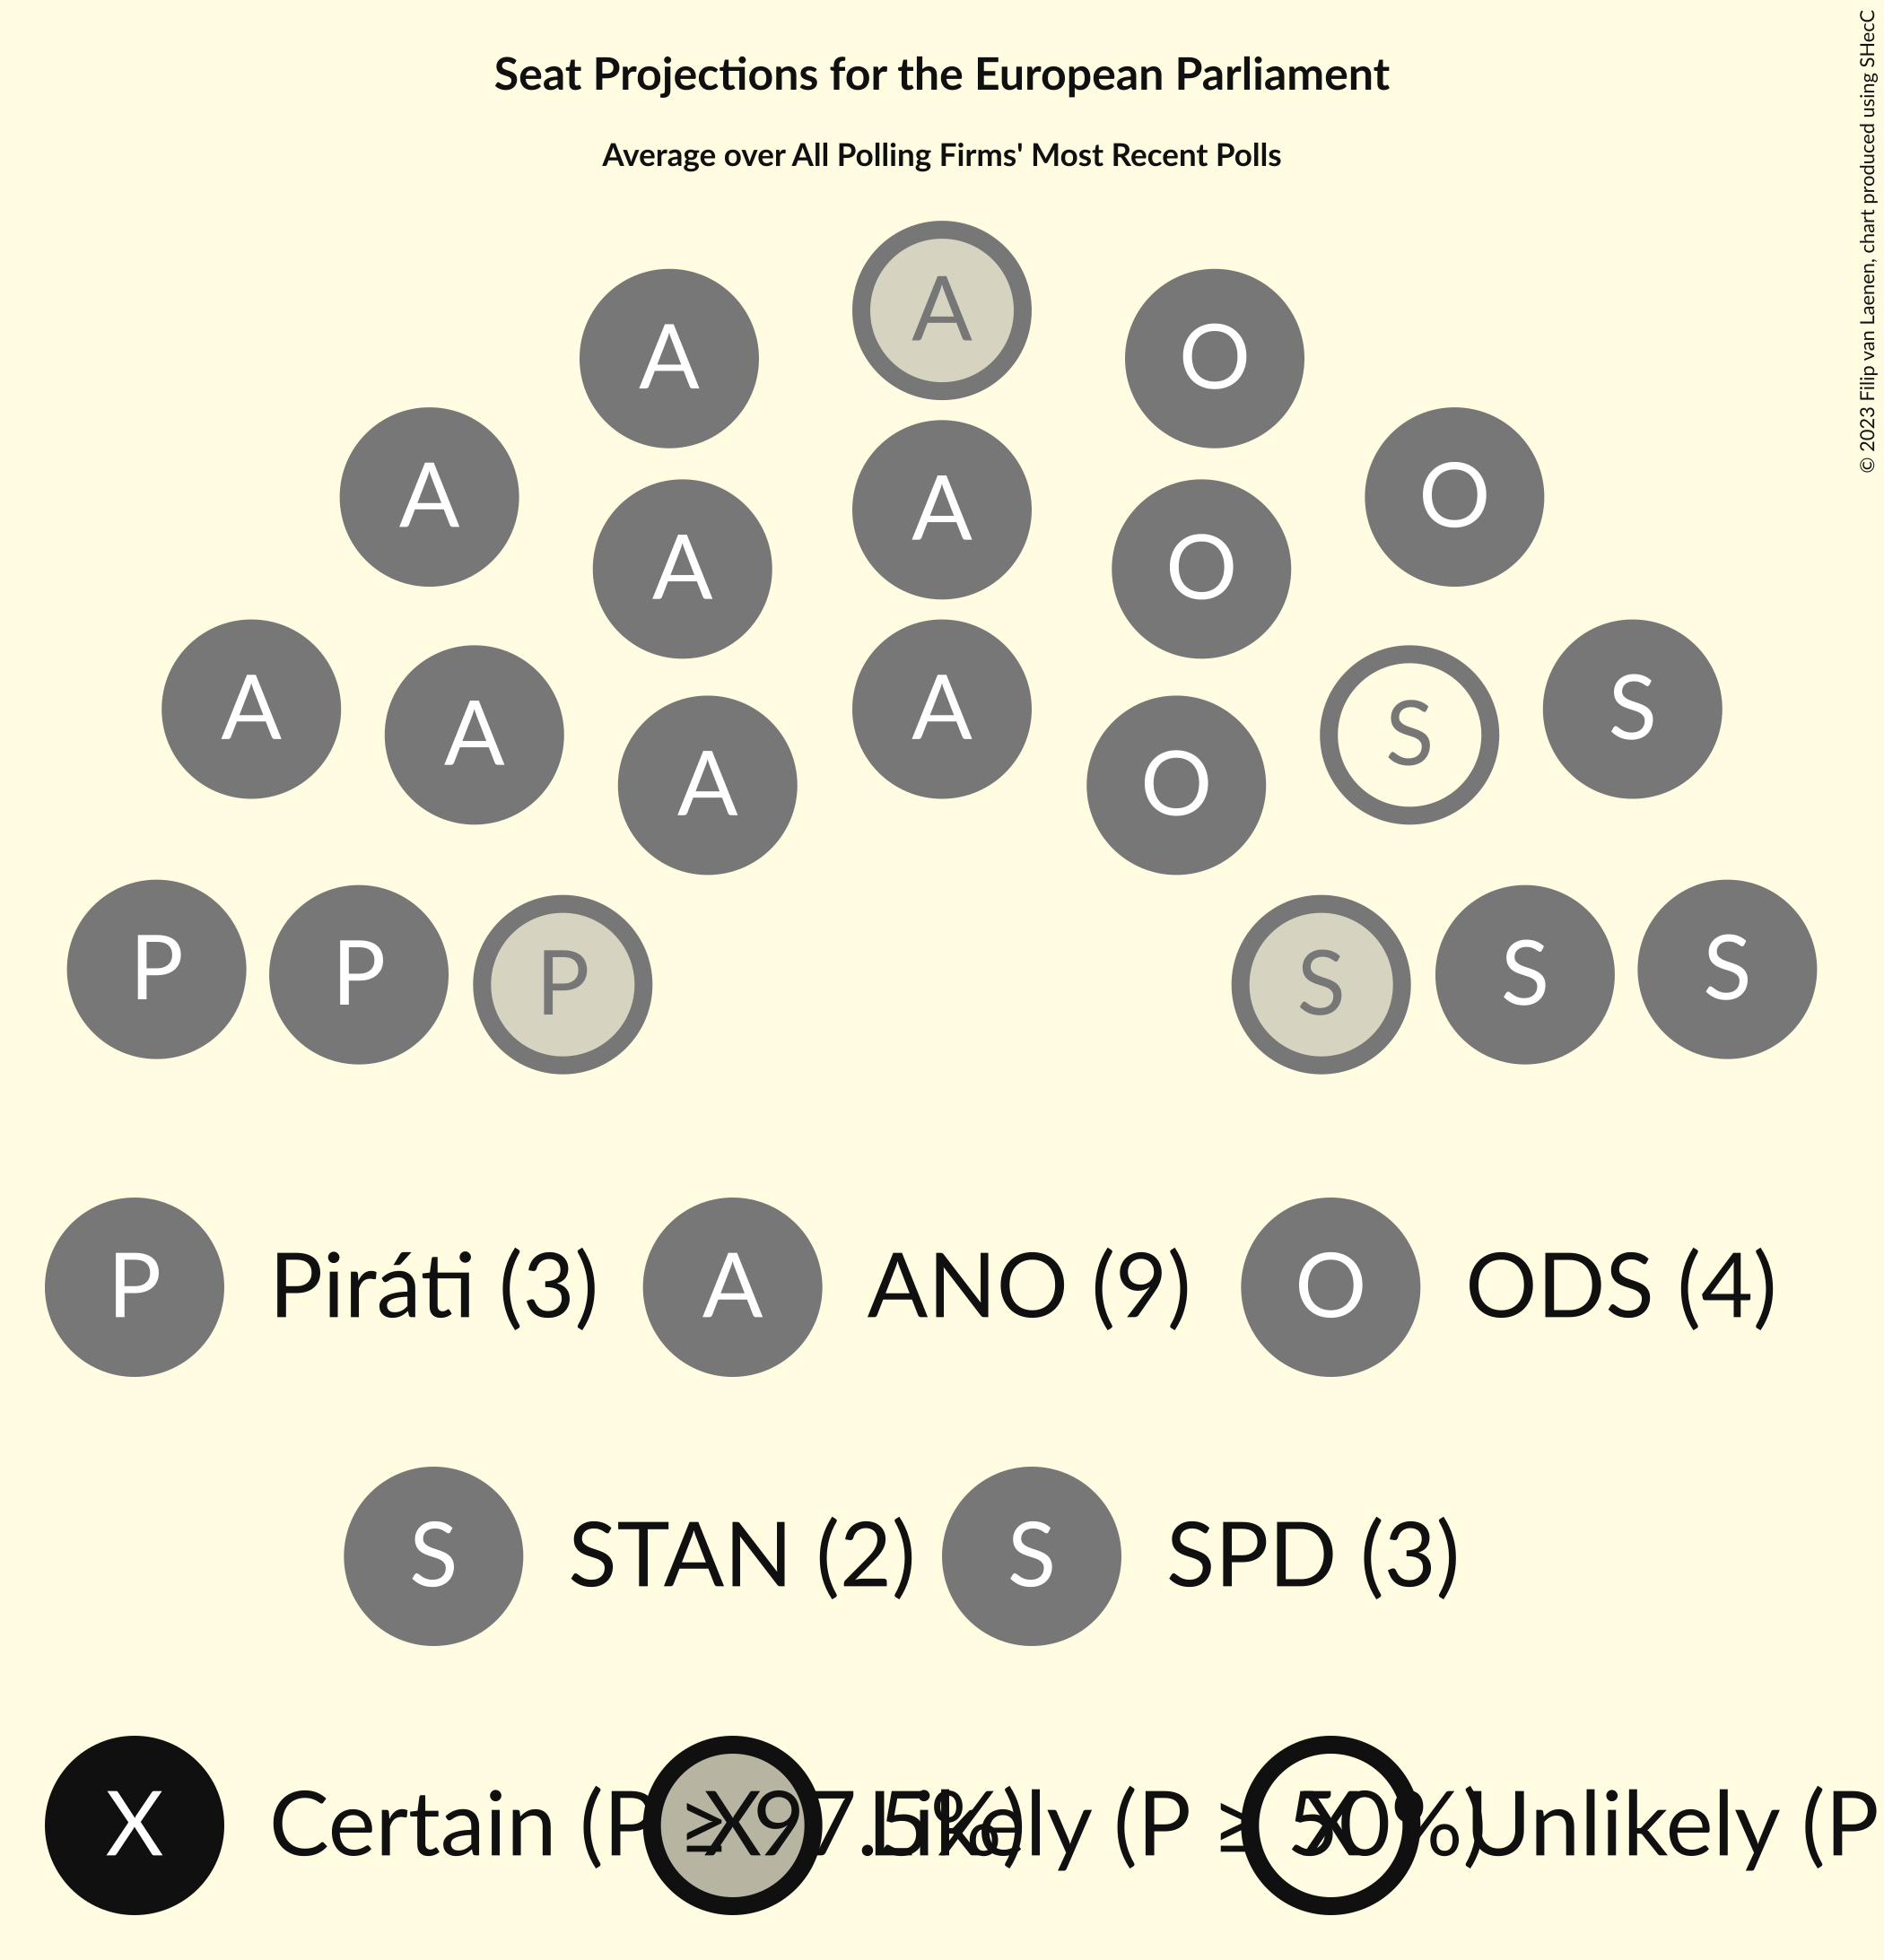 Seat Projections for the European Parliament
Average over All Polling Firms' Most Recent Polls
© 2023 Filip van Laenen, chart produced using SHecC
A
A O
A O
A
A O
A A S
A A S
A O
P P
P P S S S
P Piráti (3) A ANO (9) O ODS (4)
S STAN (2) S SPD (3)
X Certain (P ≥ 97.5%) X Likely (P ≥ 50%) X Unlikely (P